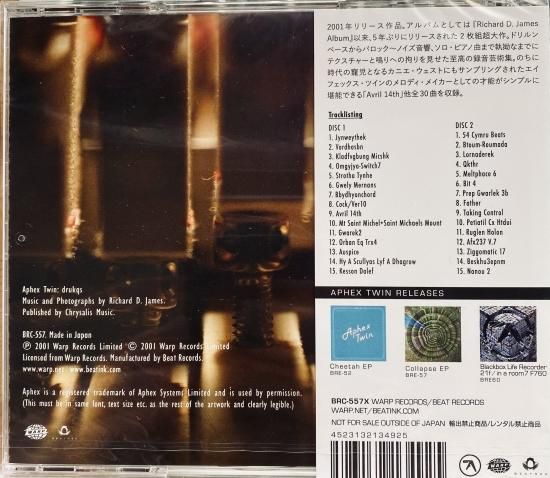 2001年リリース作品。アルバムとしては『Richard D. James
Album』以来、5年ぶりにリリースされた2枚組超大作。ドリルン
ベースからバロック～ノイズ音響、ソロ・ピアノ曲まで執拗なまでに
テクスチャーと鳴りへの拘りを見せた至高の録音芸術集。のちに
時代の寵児となるカニエ・ウェストにもサンプリングされたエイ
フェックス・ツインのメロディ・メイカーとしての才能がシンプルに
堪能できる「Avril 14th」他全30曲を収録。
Tracklisting
DISC 1
1. Jynweythek
2. Vordhosbn
3. Kladfvgbung Micshk
4. Omgyjya-Switch7
5. Strotha Tynhe
6. Gwely Mernans
7. Bbydhyonchord
8. Cock/Ver10
9. Avril 14th
10. Mt Saint Michel+Saint Michaels Mount
11. Gwarek2
12. Orban Eq Trx4
13. Aussois
14. Hy A Scullyas Lyf A Dhagrow
15. Kesson Dalef
DISC 2
1. 54 Cymru Beats
2. Btoum-Roumada
3. Lornaderek
4. Qkthr
5. Meltphace 6
6. Bit 4
7. Prep Gwarlek 3b
8. Father
9. Taking Control
10. Petiatil Cx Htdui
11. Ruglen Holon
12. Afx237 V.7
13. Ziggomatic 17
14. Beskhu3epnm
15. Nanou 2
Aphex Twin: drukqs
Music and Photographs by Richard D. James.
Published by Chrysalis Music.
BRC-557. Made in Japan
Ⓟ 2001 Warp Records Limited © 2001 Warp Records Limited
Licensed from Warp Records. Manufactured by Beat Records.
www.warp.net www.beatink.com
Aphex is a registered trademark of Aphex Systems Limited and is used by permission.
(This must be in same font, text size etc. as the rest of the artwork and clearly legible.)
APHEX TWIN RELEASES
Aphex
Twin
Cheetah EP
BRE-52
Collapse EP
BRE-57
Blackbox Life Recorder
21f / in a room7 F760
BRE60
BRC-557X WARP RECORDS/BEAT RECORDS
WARP.NET/BEATINK.COM
NOT FOR SALE OUTSIDE OF JAPAN 輸出禁止商品/レンタル禁止商品
4523132134925